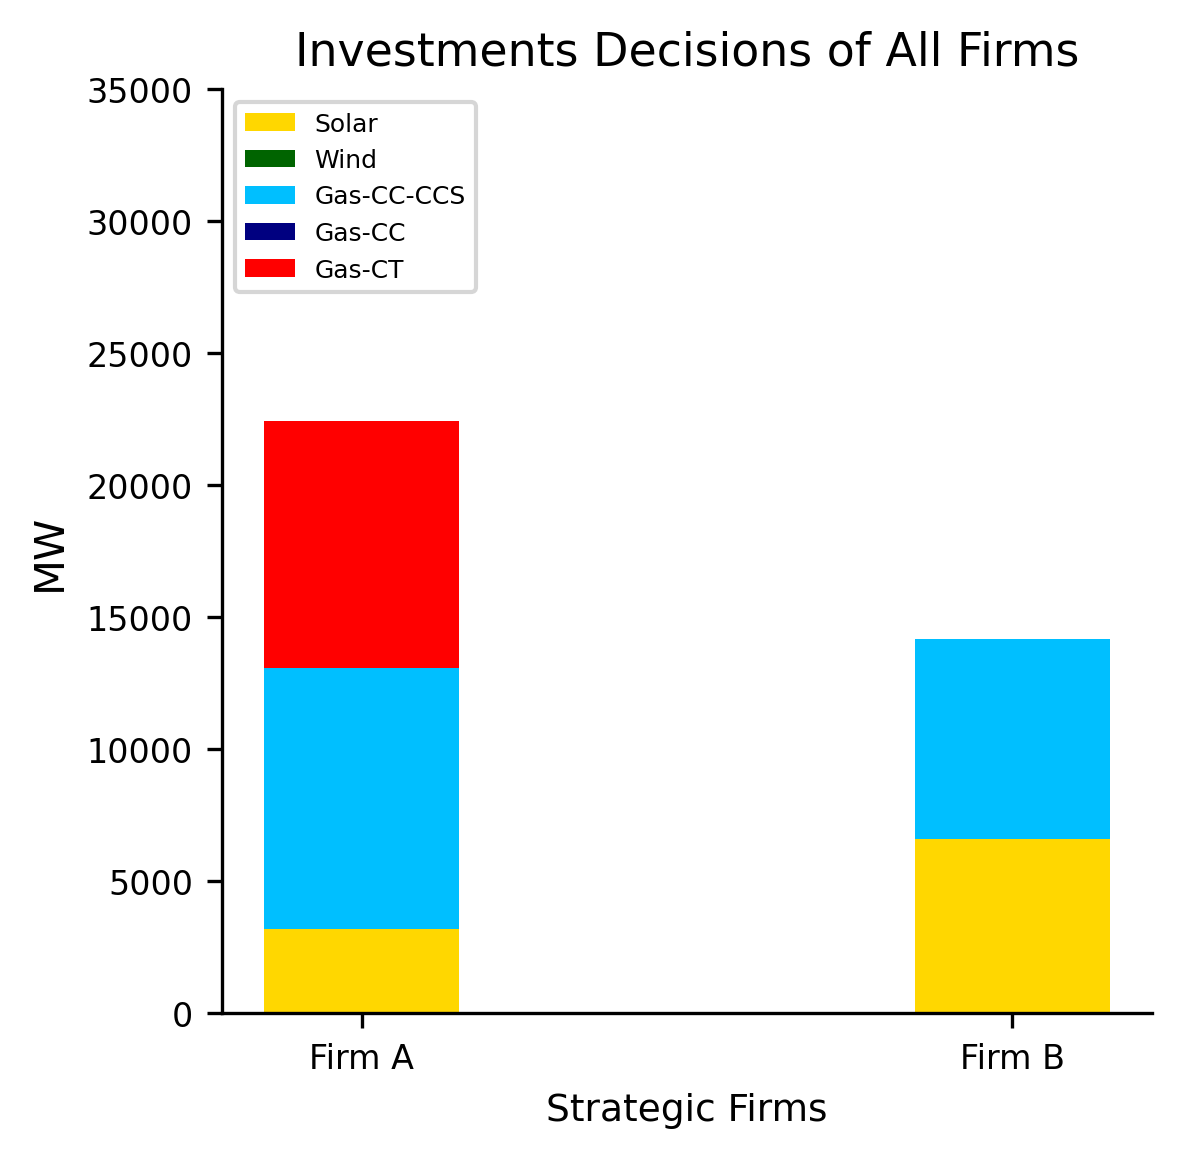 Investments Decisions of All Firms
35000
30000
25000
20000
15000
10000
5000
0
MW
Solar
Wind
Gas-CC-CCS
Gas-CC
Gas-CT
Firm A
Firm B
Strategic Firms